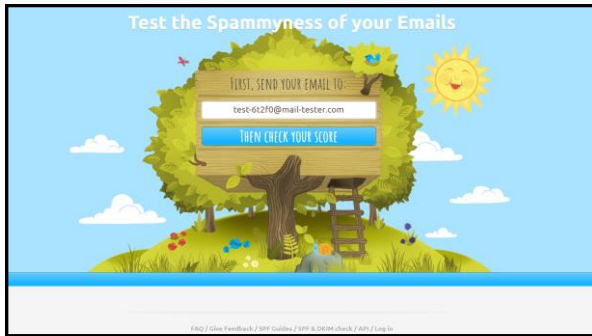 Test the Spammyness of your Emails
First, send your email to:
test-6t2f0@mail-tester.com
Then check your score
FAQ / Give Feedback / SPF Guides / SPF & DKIM check / API / Log in